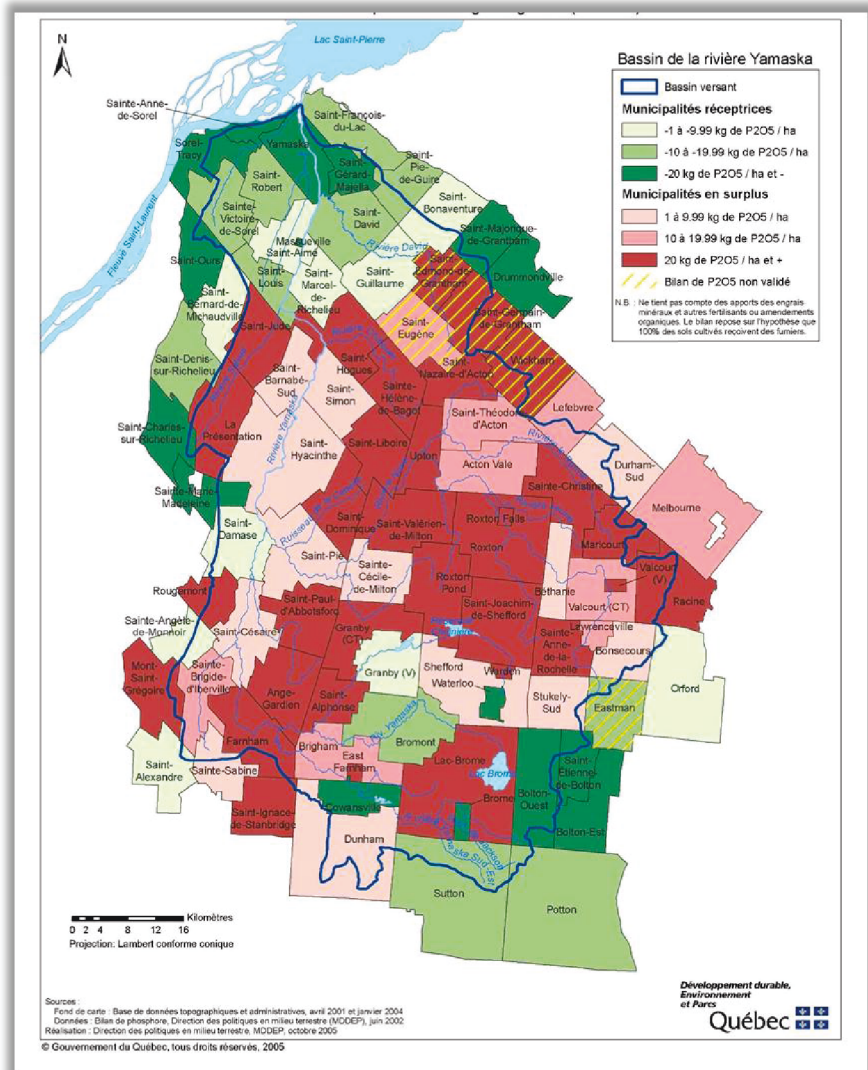 N
Lac Saint-Pierre
Bassin de la rivière Yamaska
Bassin versant
Municipalités réceptrices
-1 à -9.99 kg de P2O5 / ha
-10 à -19.99 kg de P2O5 / ha
-20 kg de P2O5 / ha et -
Municipalités en surplus
1 à 9.99 kg de P2O5 / ha
10 à 19.99 kg de P2O5 / ha
20 kg de P2O5 / ha et +
Bilan de P2O5 non validé
N.B. : Ne tient pas compte des apports des engrais
minéraux et autres fertilisants ou amendements
organiques. Le bilan repose sur l'hypothèse que
100% des sols cultivés reçoivent des fumiers.
Sainte-Anne-
de-Sorel
Saint-François-
du-Lac
Sorel-
Tracy
Yamaska
Saint-
Gérard-
Majella
Saint-
Pie-
de-Guire
Saint-
Robert
Saint-
Bonaventure
Sainte-
Victoire-
de-Sorel
Saint-
David
Saint-Majorique-
de-Grantham
Fleuve Saint-Laurent
Massueville
Saint-Aimé
Rivière David
Drummondville
Saint-Ours
Saint-
Louis
Saint-
Marcel-
de-Richelieu
Saint-
Guillaume
Saint-
Edmond-de-
Grantham
Saint-
Bernard-de-
Michaudville
Saint-Germain-
de-Grantham
Saint-Jude
Saint-
Eugène
Wickham
Saint-Denis-
sur-Richelieu
Saint-
Hugues
Saint-
Nazaire-d'Acton
Saint-
Barnabé-
Sud
Saint-
Simon
Sainte-
Hélène-
de-Bagot
Lefebvre
Saint-Théodore-
d'Acton
Saint-Charles-
sur-Richelieu
La
Présentation
Rivière Yamaska
Saint-
Hyacinthe
Saint-Liboire
Upton
Acton Vale
Durham-
Sud
Sainte-Christine
Melbourne
Sainte-Marie-
Madeleine
Saint-
Damase
Saint-
Dominique
Saint-Valérien-
de-Milton
Roxton Falls
Roxton
Maricourt
Saint-Pie
Sainte-
Cécile-
de-Milton
Valcourt
(V)
Béthanie
Roxton
Pond
Rougemont
Saint-Paul-
d'Abbotsford
Saint-Joachim-
de-Shefford
Valcourt (CT)
Racine
Sainte-Angèle-
de-Monnoir
Saint-Césaire
Granby
(CT)
Lawrenceville
Sainte-
Anne-
de-la-
Rochelle
Bonsecours
Mont-
Saint-
Grégoire
Sainte-
Brigide-
d'Iberville
Granby (V)
Shefford
Waterloo
Warden
Orford
Ange-
Gardien
Saint-
Alphonse
Stukely-
Sud
Eastman
Riv. Yamaska
Farnham
Brigham
Bromont
Saint-
Alexandre
Sainte-Sabine
East
Farnham
Lac-Brome
Lac Brome
Saint-
Étienne-
de-Bolton
Brome
Bolton-
Ouest
Cowansville
Saint-Ignace-
de-Stanbridge
Bolton-Est
Dunham
Sutton
Potton
Kilomètres
0 2 4 8 12 16
Projection: Lambert conforme conique
Sources :
Fond de carte : Base de données topographiques et administratives, avril 2001 et janvier 2004
Données : Bilan de phosphore, Direction des politiques en milieu terrestre (MDDEP), juin 2002
Réalisation : Direction des politiques en milieu terrestre, MDDEP, octobre 2005
© Gouvernement du Québec, tous droits réservés, 2005
Développement durable,
Environnement
et Parcs
Québec